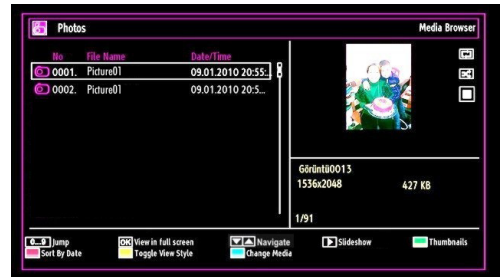 Photos Media Browser
No File Name Date/Time
0001. Picture01 09.01.2010 20:55:..
0002. Picture01 09.01.2010 20:5...
Görüntü0013
1536x2048 427 KB
1/91
0...9 Jump OK View in full screen Navigate Slideshow Thumbnails
Sort By Date Toggle View Style Change Media